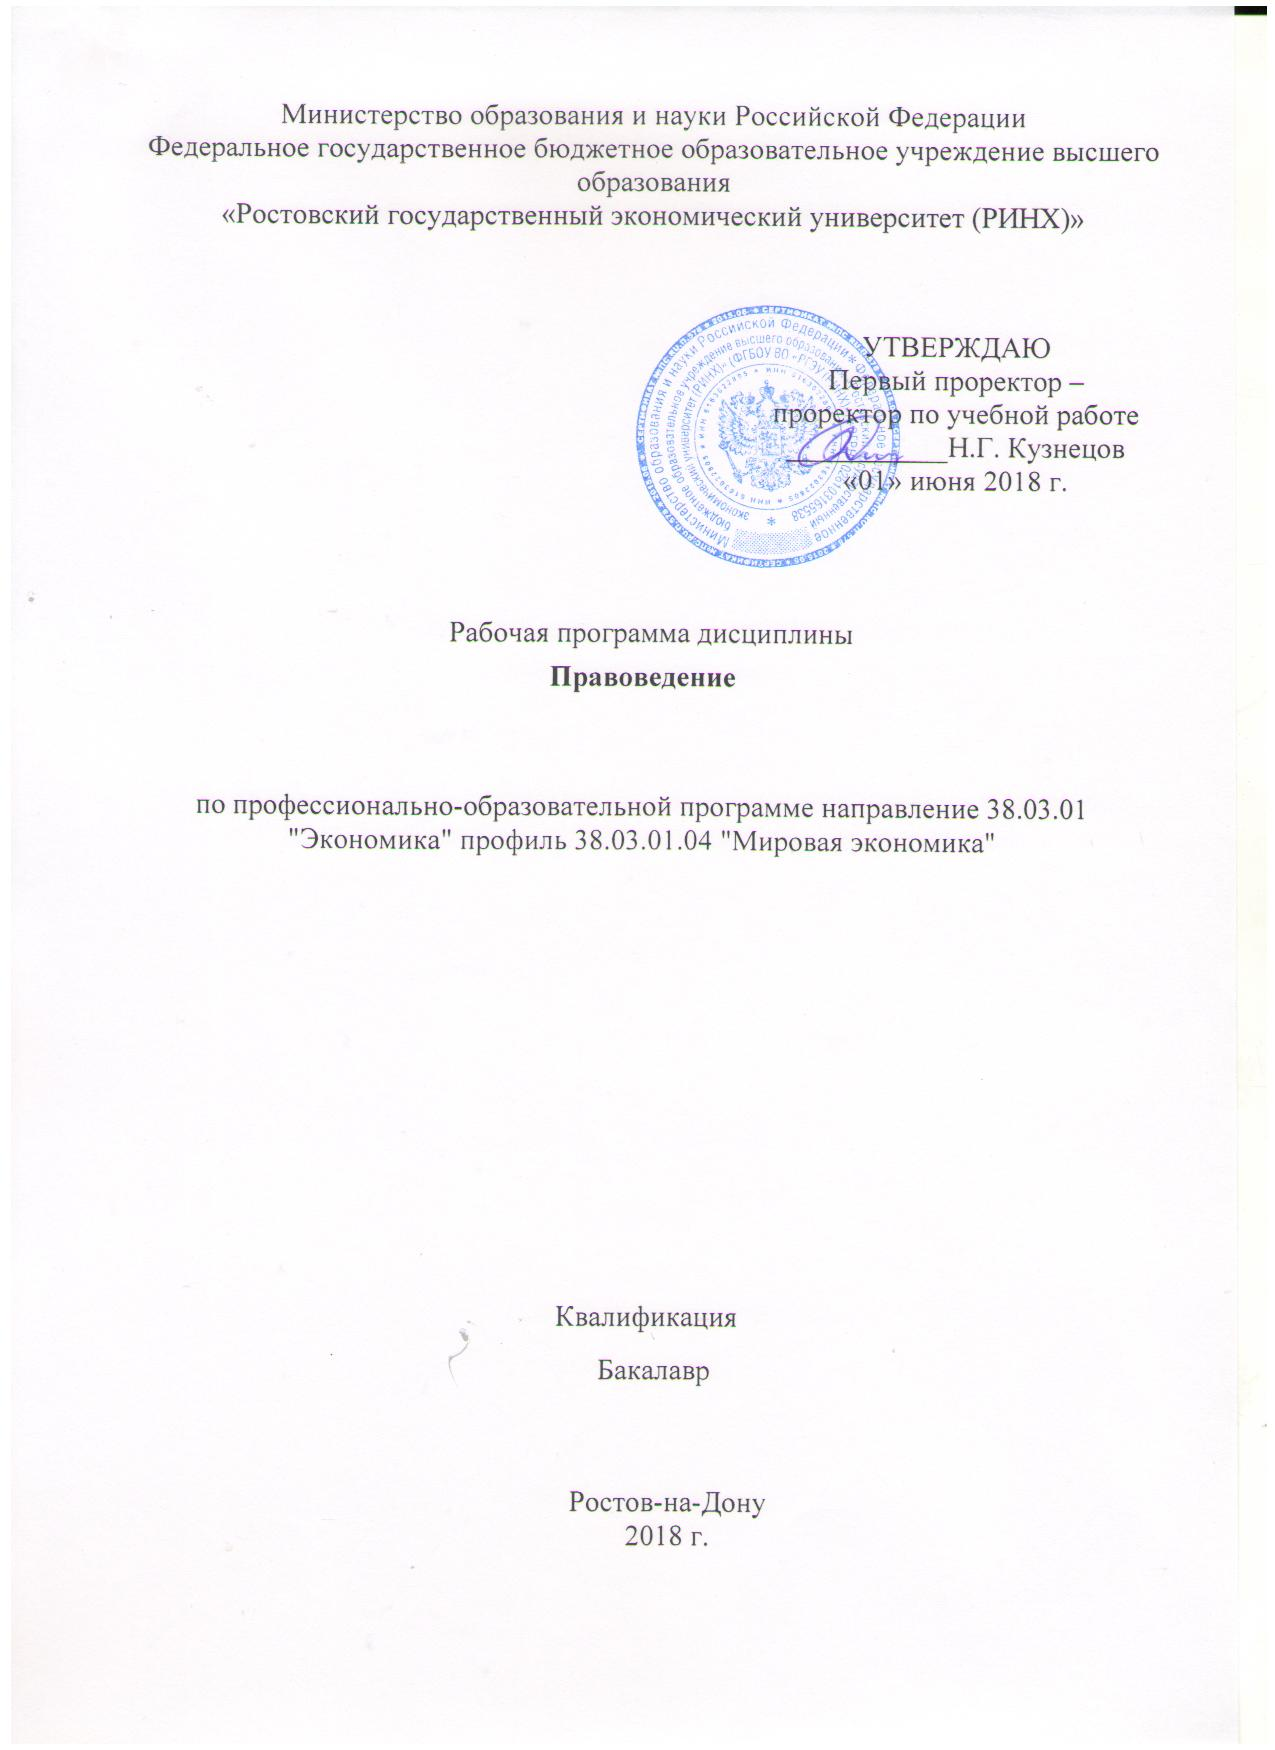 Министерство образования и науки Российской Федерации
Федеральное государственное бюджетное образовательное учреждение высшего
образования
«Ростовский государственный экономический университет (РИНХ)»
УТВЕРЖДАЮ
Первый проректор –
проректор по учебной работе
Н.Г. Кузнецов
«01» июня 2018 г.
Рабочая программа дисциплины
Правоведение
по профессионально-образовательной программе направление 38.03.01
"Экономика" профиль 38.03.01.04 "Мировая экономика"
Квалификация
Бакалавр
Ростов-на-Дону
2018 г.